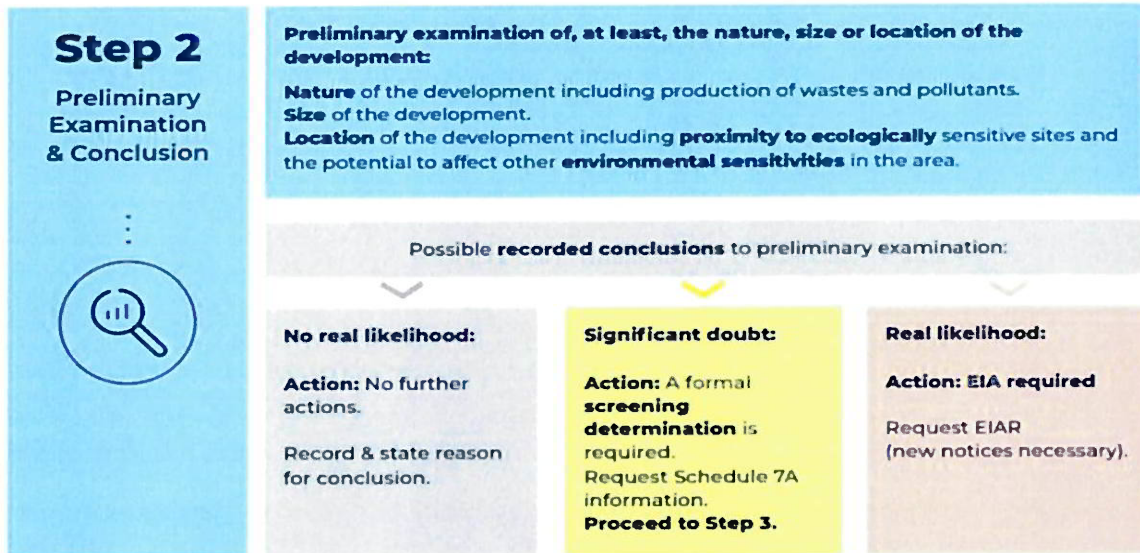 Step 2
Preliminary
Examination
& Conclusion
Preliminary examination of, at least, the nature, size or location of the
development:
Nature of the development including production of wastes and pollutants.
Size of the development.
Location of the development including proximity to ecologically sensitive sites and
the potential to affect other environmental sensitivities in the area.
Possible recorded conclusions to preliminary examination:
No real likelihood:
Action: No further
actions.
Record & state reason
for conclusion.
Significant doubt:
Action: A formal
screening
determination is
required.
Request Schedule 7A
information.
Proceed to Step 3.
Real likelihood:
Action: EIA required
Request EIAR
(new notices necessary).